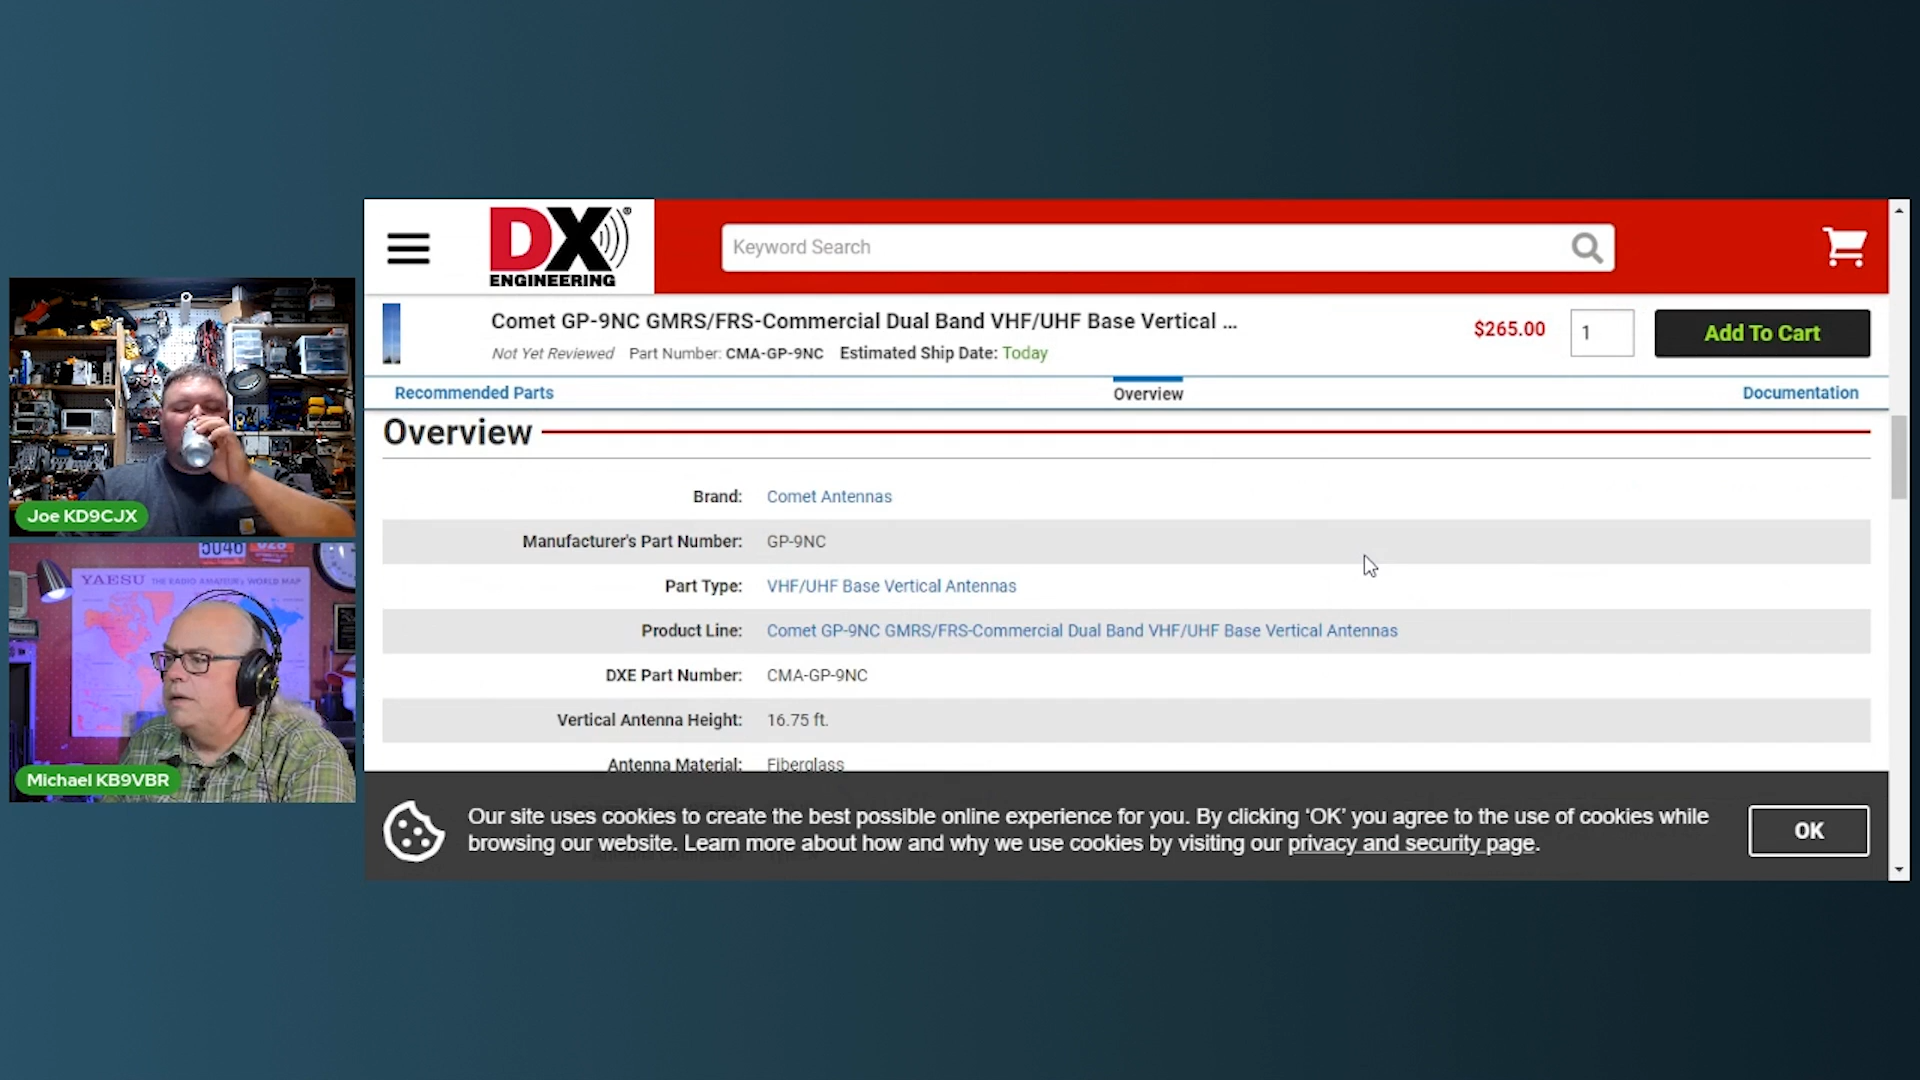 DX
ENGINEERING
Keyword Search
Comet GP-9NC GMRS/FRS-Commercial Dual Band VHF/UHF Base Vertical ...
$265.00
1
Add To Cart
Not Yet Reviewed Part Number: CMA-GP-9NC Estimated Ship Date: Today
Recommended Parts
Overview
Documentation
Overview
Brand: Comet Antennas
Manufacturer's Part Number: GP-9NC
Part Type: VHF/UHF Base Vertical Antennas
Product Line: Comet GP-9NC GMRS/FRS-Commercial Dual Band VHF/UHF Base Vertical Antennas
DXE Part Number: CMA-GP-9NC
Vertical Antenna Height: 16.75 ft.
Antenna Material: Fiberglass
Our site uses cookies to create the best possible online experience for you. By clicking ‘OK’ you agree to the use of cookies while
browsing our website. Learn more about how and why we use cookies by visiting our privacy and security page.
OK
Joe KD9CJX
YAESU THE RADIO AMATEUR's WORLD MAP
Michael KB9VBR